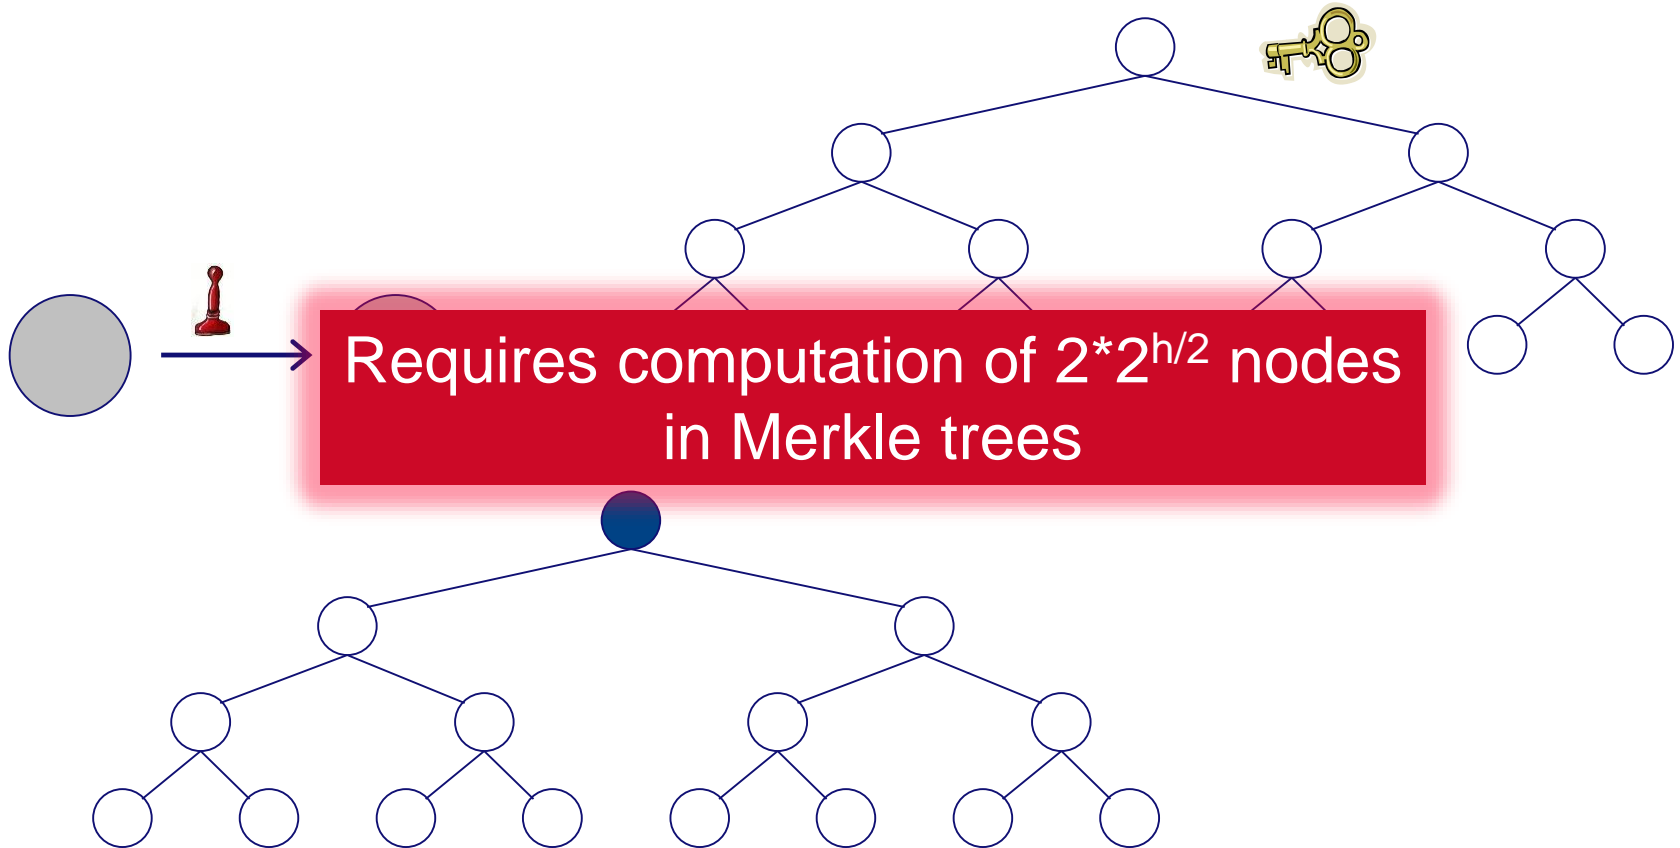 Requires computation of 2*2^h/2 nodes
in Merkle trees